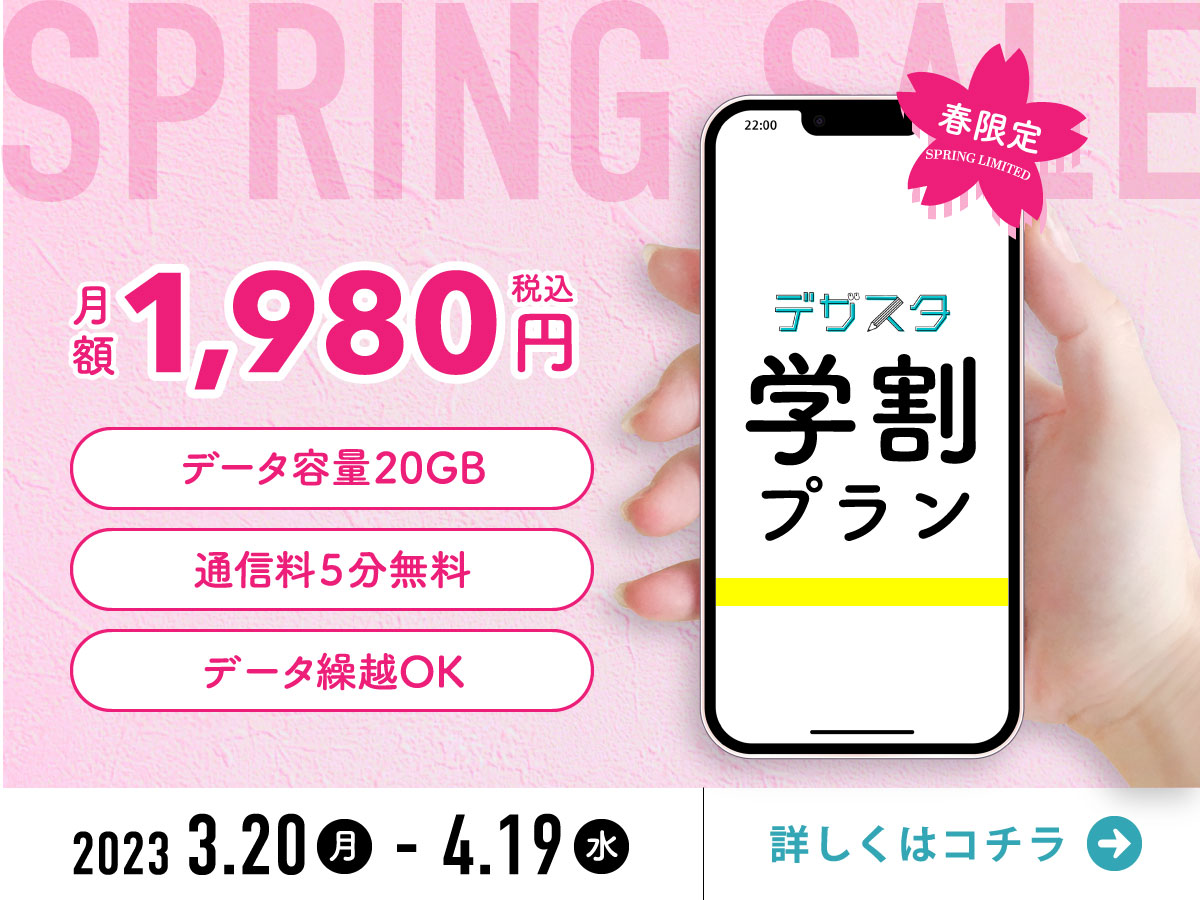 SPRING SALE
22:00
春限定
SPRING LIMITED
月額1,980円
税込
デザスタ
学割
プラン
データ容量20GB
通信料5分無料
データ繰越OK
2023 3.20 月 - 4.19 水
詳しくはコチラ